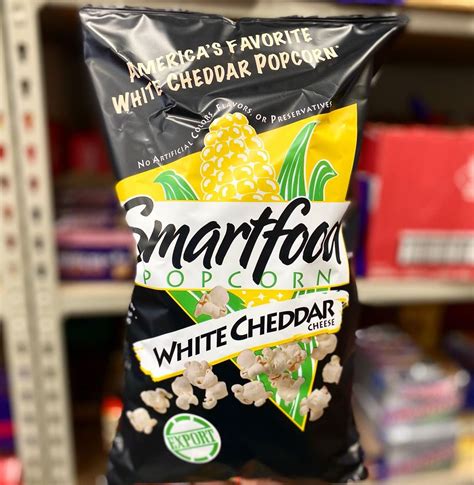 AMERICA'S FAVORITE
WHITE CHEDDAR POPCORN*
NO ARTIFICIAL COLORS, FLAVORS OR PRESERVATIVES
Smartfood
POPCORN
WHITE CHEDDAR
CHEESE
EXPORT